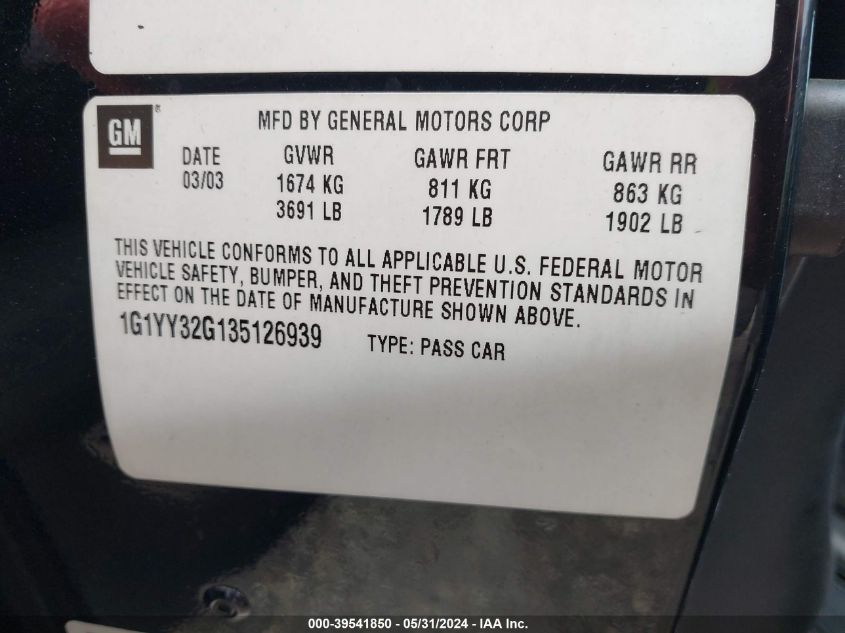 GM®
MFD BY GENERAL MOTORS CORP
DATE GVWR GAWR FRT GAWR RR
03/03 1674 KG 811 KG 863 KG
3691 LB 1789 LB 1902 LB
THIS VEHICLE CONFORMS TO ALL APPLICABLE U.S. FEDERAL MOTOR
VEHICLE SAFETY, BUMPER, AND THEFT PREVENTION STANDARDS IN
EFFECT ON THE DATE OF MANUFACTURE SHOWN ABOVE.
1G1YY32G135126939 TYPE: PASS CAR
000-39541850 / 05/31/2024 - IAA Inc.